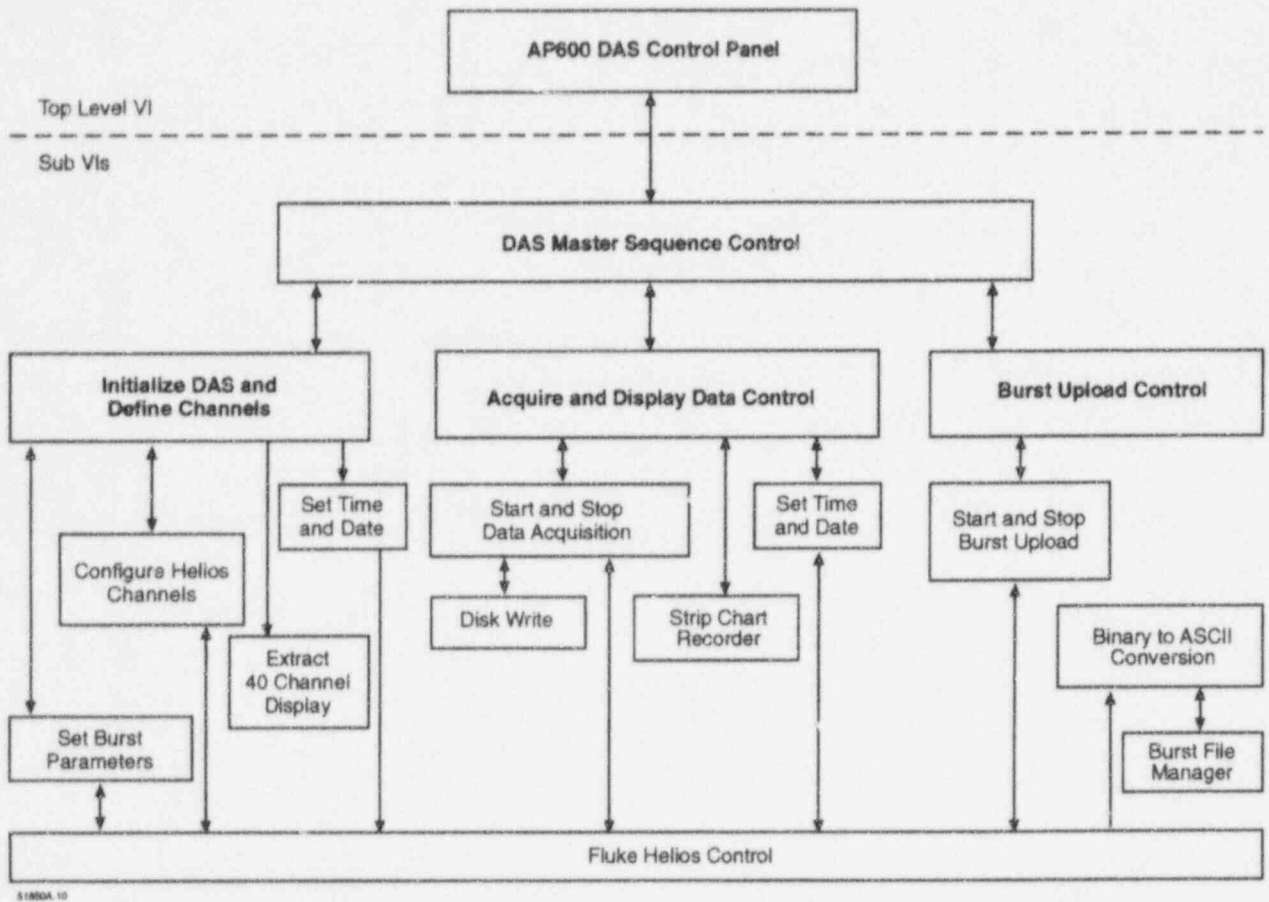 AP600 DAS Control Panel
Top Level VI
Sub VIs
DAS Master Sequence Control
Initialize DAS and
Define Channels
Acquire and Display Data Control
Burst Upload Control
Set Time
and Date
Start and Stop
Data Acquisition
Set Time
and Date
Start and Stop
Burst Upload
Configure Helios
Channels
Disk Write
Strip Chart
Recorder
Binary to ASCII
Conversion
Extract
40 Channel
Display
Set Burst
Parameters
Burst File
Manager
Fluke Helios Control